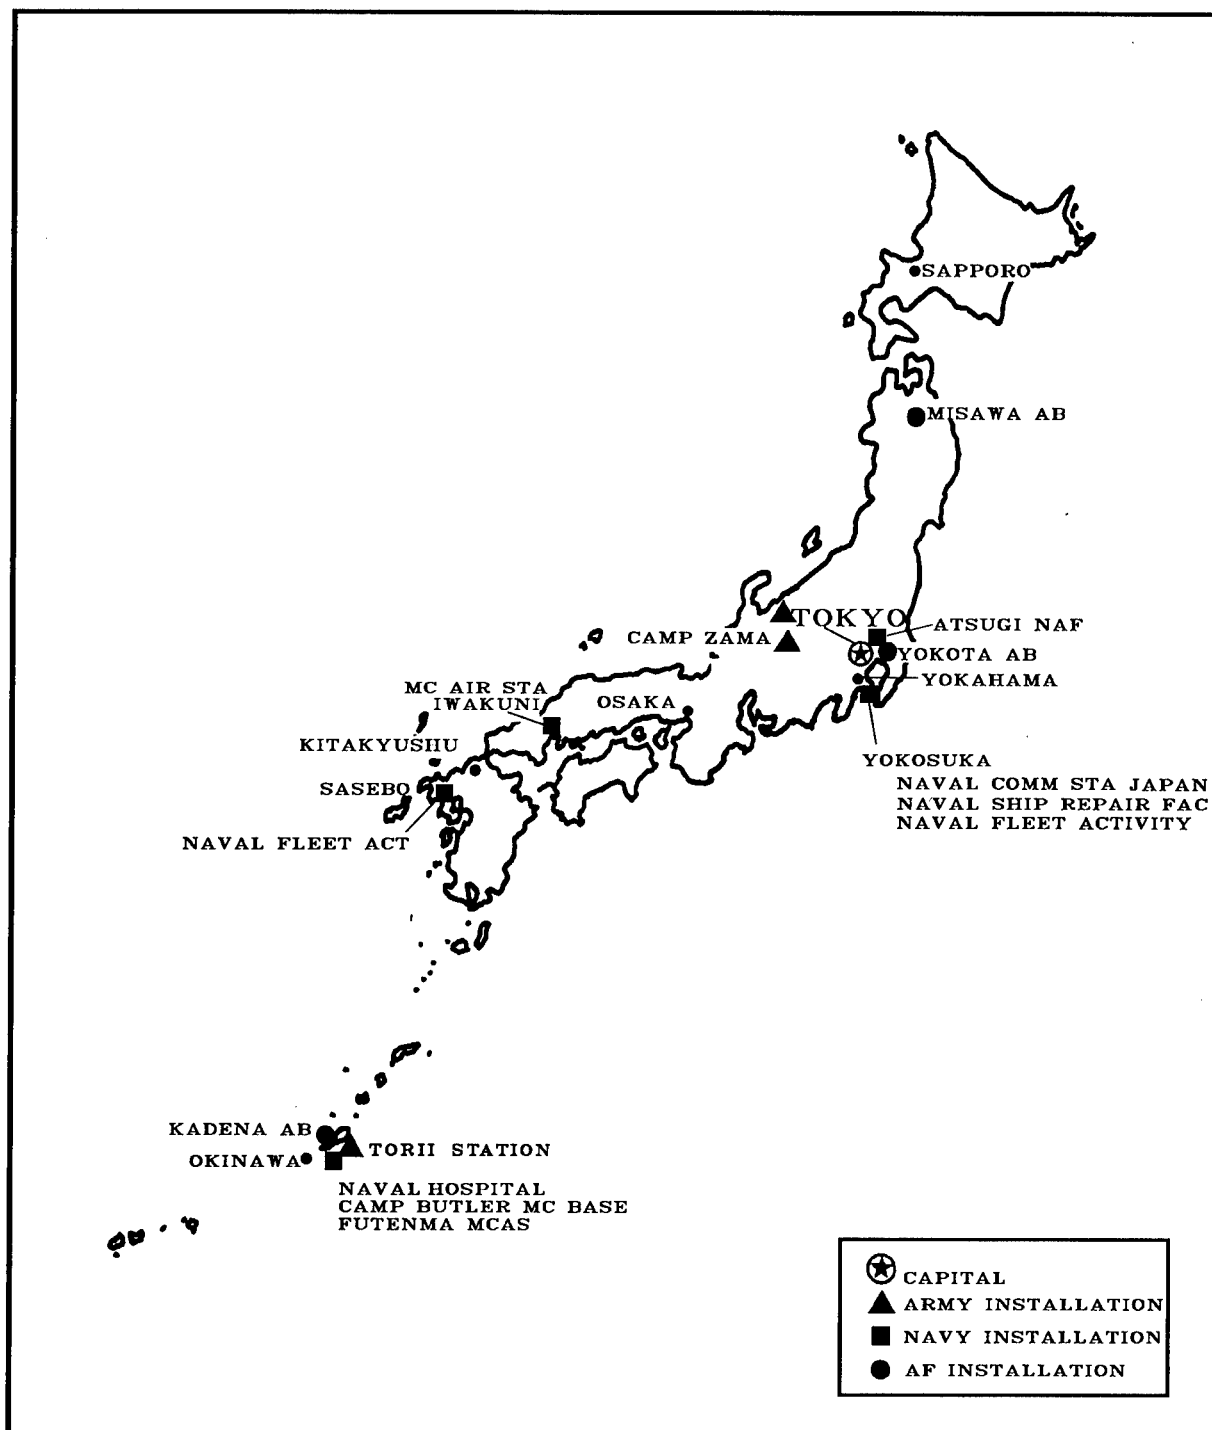 SAPPORO
MISAWA AB
TOKYO
ATSUGI NAF
CAMP ZAMA
YOKOTA AB
YOKAHAMA
MC AIR STA
IWAKUNI
OSAKA
KITAKYUSHU
YOKOSUKA
NAVAL COMM STA JAPAN
NAVAL SHIP REPAIR FAC
NAVAL FLEET ACTIVITY
SASEBO
NAVAL FLEET ACT
KADENA AB
TORII STATION
OKINAWA
NAVAL HOSPITAL
CAMP BUTLER MC BASE
FUTENMA MCAS
CAPITAL
ARMY INSTALLATION
NAVY INSTALLATION
AF INSTALLATION